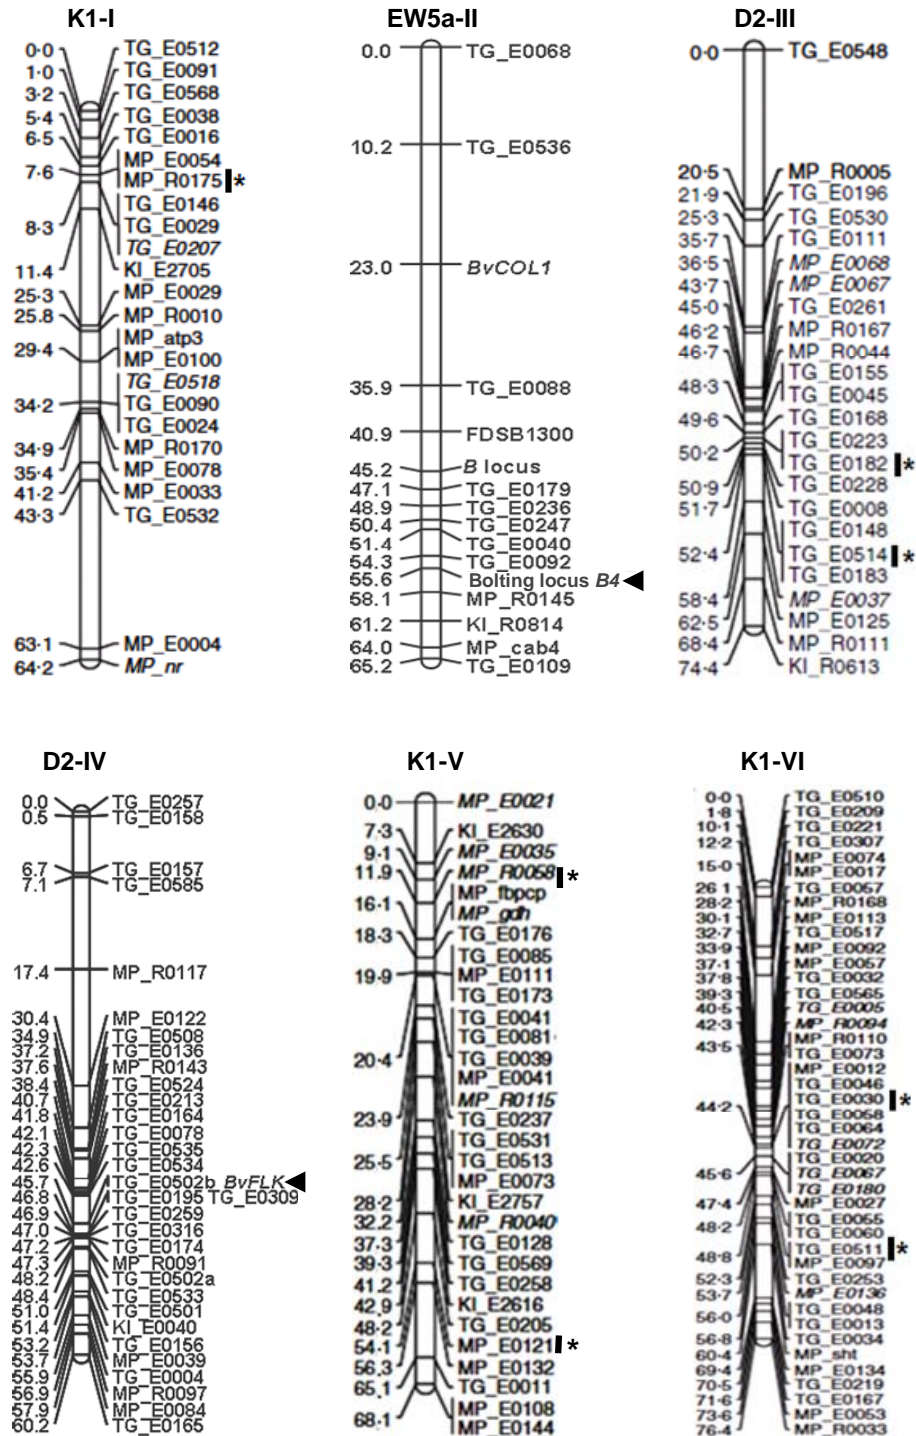 K1-I
0·0 TG_E0512
1·0 TG_E0091
3·2 TG_E0568
5·4 TG_E0038
6·5 TG_E0016
MP_E0054
7·6 MP_R0175 *
TG_E0146
8·3 TG_E0029
TG_E0207
11·4 KI_E2705
25·3 MP_E0029
25·8 MP_R0010
MP_atp3
29·4 MP_E0100
TG_E0518
34·2 TG_E0090
TG_E0024
34·9 MP_R0170
35·4 MP_E0078
41·2 MP_E0033
43·3 TG_E0532
63·1 MP_E0004
64·2 MP_nr
EW5a-II
0.0 TG_E0068
10.2 TG_E0536
23.0 BvCOL1
35.9 TG_E0088
40.9 FDSB1300
45.2 B locus
47.1 TG_E0179
48.9 TG_E0236
50.4 TG_E0247
51.4 TG_E0040
54.3 TG_E0092
55.6 Bolting locus B4
58.1 MP_R0145
61.2 KI_R0814
64.0 MP_cab4
65.2 TG_E0109
D2-III
0·0 TG_E0548
20·5 MP_R0005
21·9 TG_E0196
25·3 TG_E0530
35·7 TG_E0111
36·5 MP_E0068
43·7 MP_E0067
45·0 TG_E0261
46·2 MP_R0167
46·7 MP_R0044
TG_E0155
48·3 TG_E0045
49·6 TG_E0168
TG_E0223
50·2 TG_E0182 *
50·9 TG_E0228
51·7 TG_E0008
TG_E0148
52·4 TG_E0514 *
TG_E0183
58·4 MP_E0037
62·5 MP_E0125
68·4 MP_R0111
74·4 KI_R0613
D2-IV
0.0 TG_E0257
0.5 TG_E0158
6.7 TG_E0157
7.1 TG_E0585
17.4 MP_R0117
30.4 MP_E0122
34.9 TG_E0508
37.2 TG_E0136
37.6 MP_R0143
38.4 TG_E0524
40.7 TG_E0213
41.8 TG_E0164
42.1 TG_E0078
42.3 TG_E0535
42.6 TG_E0534
45.7 TG_E0502b BvFLK
46.8 TG_E0195 TG_E0309
46.9 TG_E0259
47.0 TG_E0316
47.2 TG_E0174
47.3 MP_R0091
48.2 TG_E0502a
48.4 TG_E0533
51.0 TG_E0501
51.4 KI_E0040
53.2 TG_E0156
53.7 MP_E0039
55.9 TG_E0004
56.9 MP_R0097
57.9 MP_E0084
60.2 TG_E0165
K1-V
0·0 MP_E0021
7·3 KI_E2630
9·1 MP_E0035
11·9 MP_R0058 *
MP_fbpcp
16·1 MP_gdh
18·3 TG_E0176
TG_E0085
19·9 MP_E0111
TG_E0173
TG_E0041
TG_E0081
20·4 TG_E0039
MP_E0041
MP_R0115
23·9 TG_E0237
TG_E0531
25·5 TG_E0513
MP_E0073
28·2 KI_E2757
32·2 MP_R0040
37·3 TG_E0128
39·3 TG_E0569
41·2 TG_E0258
42·9 KI_E2616
48·2 TG_E0205
54·1 MP_E0121 *
56·3 MP_E0132
65·1 TG_E0011
68·1 MP_E0108
MP_E0144
K1-VI
0·0 TG_E0510
1·8 TG_E0209
10·1 TG_E0221
12·2 TG_E0307
MP_E0074
15·0 MP_E0017
26·1 TG_E0057
28·2 MP_R0168
30·1 MP_E0113
32·7 TG_E0517
33·9 MP_E0092
37·1 MP_E0057
37·8 TG_E0032
39·3 TG_E0565
40·5 TG_E0005
42·3 MP_R0094
MP_R0110
43·5 TG_E0073
MP_E0012
TG_E0046
TG_E0030 *
44·2 TG_E0058
TG_E0064
TG_E0072
TG_E0020
45·6 TG_E0067
TG_E0180
47·4 MP_E0027
TG_E0055
48·2 TG_E0060
TG_E0511 *
48·8 MP_E0097
52·3 TG_E0253
53·7 MP_E0136
TG_E0048
56·0 TG_E0013
56·8 TG_E0034
60·4 MP_sht
69·4 MP_E0134
70·5 TG_E0219
71·6 TG_E0167
73·6 MP_E0053
76·4 MP_R0033